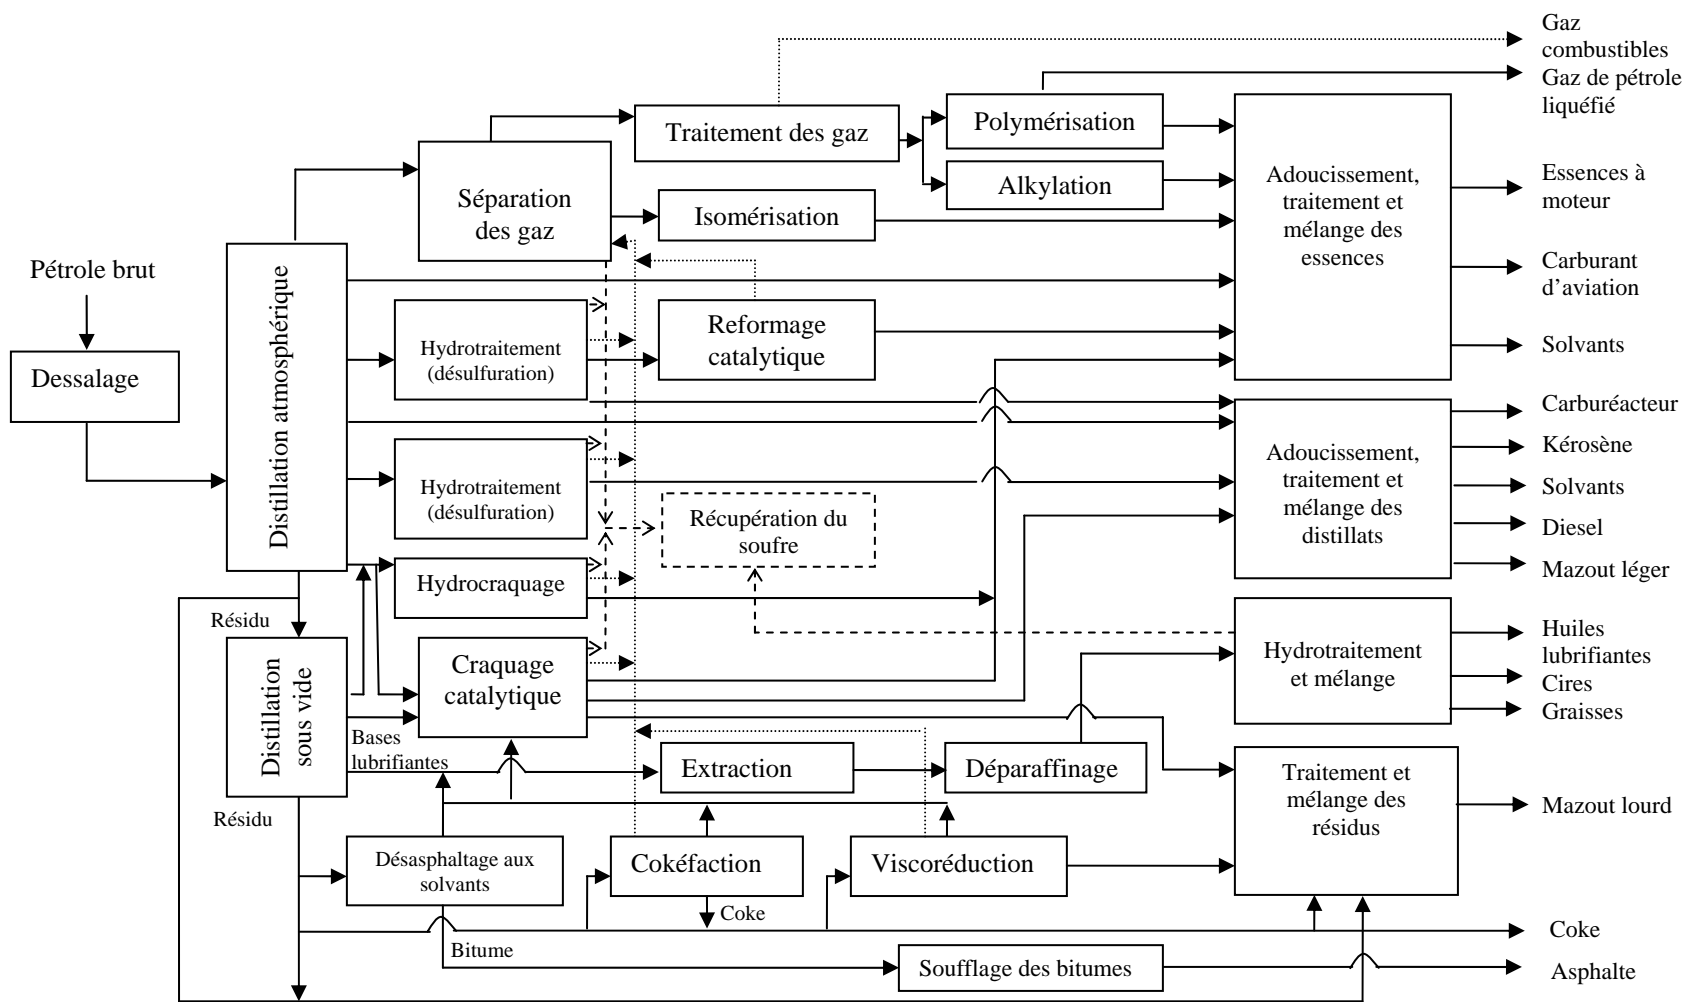 Gaz
combustibles
Gaz de pétrole
liquéfié
Traitement des gaz
Polymérisation
Alkylation
Adoucissement,
traitement et
mélange des
essences
Essences à
moteur
Séparation
des gaz
Isomérisation
Carburant
d’aviation
Pétrole brut
Distillation atmosphérique
Hydrotraitement
(désulfuration)
Reformage
catalytique
Solvants
Dessalage
Carburéacteur
Kérosène
Solvants
Diesel
Mazout léger
Adoucissement,
traitement et
mélange des
distillats
Hydrotraitement
(désulfuration)
Récupération du
soufre
Hydrocraquage
Résidu
Distillation
sous vide
Craquage
catalytique
Hydrotraitement
et mélange
Huiles
lubrifiantes
Cires
Graisses
Bases
lubrifiantes
Extraction
Déparaffinage
Traitement et
mélange des
résidus
Mazout lourd
Résidu
Désasphaltage aux
solvants
Cokéfaction
Viscoréduction
Coke
Coke
Bitume
Soufflage des bitumes
Asphalte